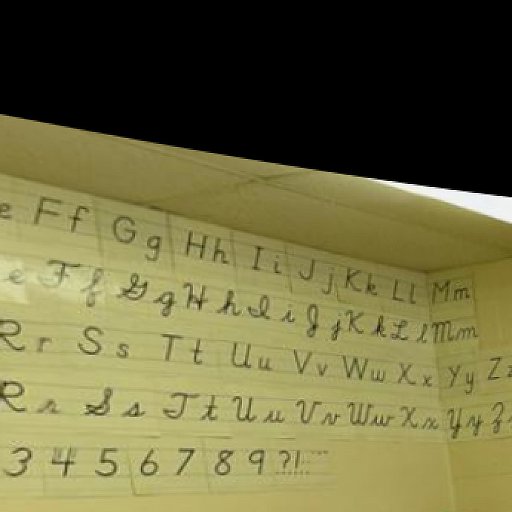 e Ff Gg Hh Ii Jj Kk Ll Mm
e Ff Gg Hh Ii Jj Kk Ll Mm
Rr Ss Tt Uu Vv Ww Xx Yy Zz
Rr Ss Tt Uu Vv Ww Xx Yy Zz
3 4 5 6 7 8 9 ?!